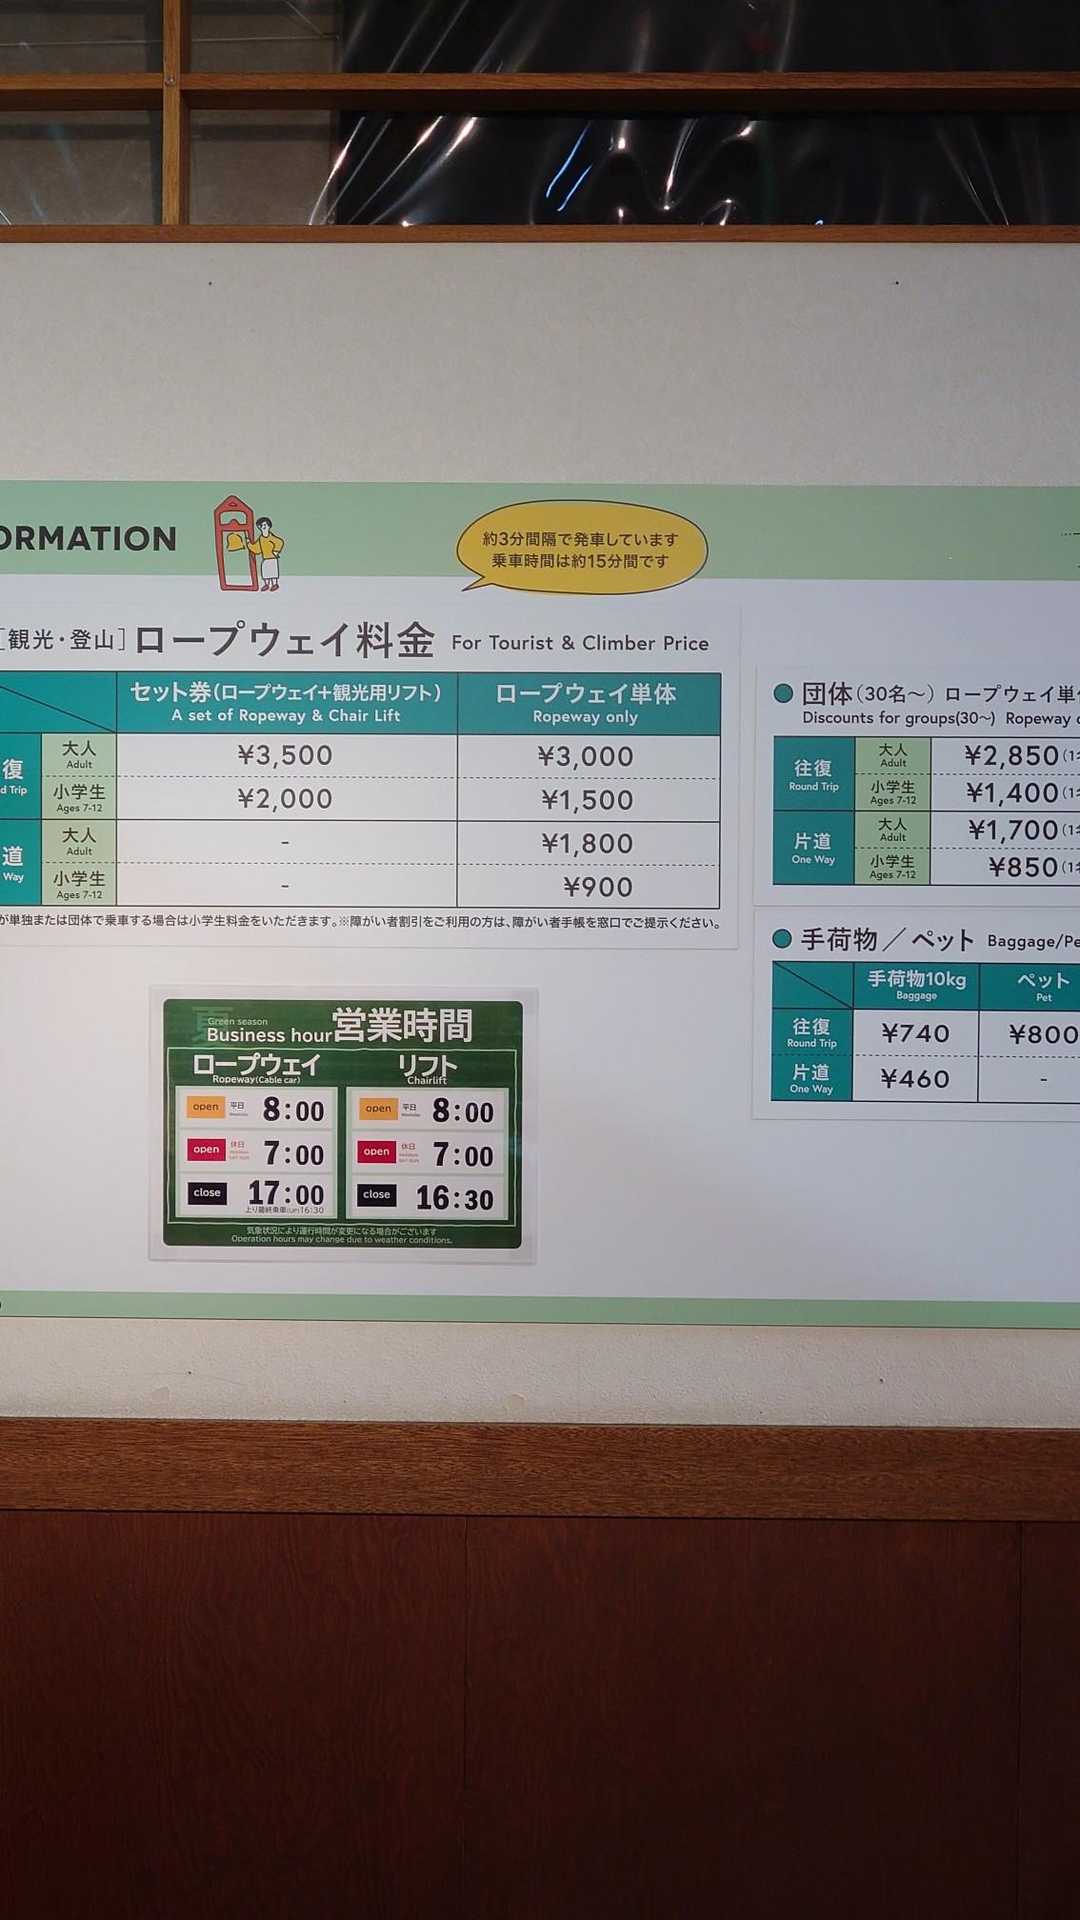 ORMATION
約3分間隔で発車しています
乗車時間は約15分間です
[観光・登山]ロープウェイ料金 For Tourist & Climber Price
セット券(ロープウェイ+観光用リフト) ロープウェイ単体
A set of Ropeway & Chair Lift Ropeway only
復 大人 ¥3,500 ¥3,000
d Trip Adult
小学生 ¥2,000 ¥1,500
Ages 7-12
道 大人 - ¥1,800
Way Adult
小学生 - ¥900
Ages 7-12
が単独または団体で乗車する場合は小学生料金をいただきます。※障がい者割引をご利用の方は、障がい者手帳を窓口でご提示ください。
団体(30名〜) ロープウェイ単
Discounts for groups(30〜) Ropeway
往復 大人 ¥2,850(1
Round Trip Adult
小学生 ¥1,400(1
Ages 7-12
片道 大人 ¥1,700(1
One Way Adult
小学生 ¥850(1
Ages 7-12
手荷物/ペット Baggage/Pe
手荷物10kg ペット
Baggage Pet
往復 ¥740 ¥800
Round Trip
片道 ¥460 -
One Way
夏 Green season
Business hour 営業時間
ロープウェイ リフト
Ropeway(Cable car) Chairlift
open 平日 8:00 open 平日 8:00
open 休日 7:00 open 休日 7:00
close 17:00 close 16:30
上り最終乗車(up)16:30
気象状況により運行時間が変更になる場合がございます
Operation hours may change due to weather conditions.